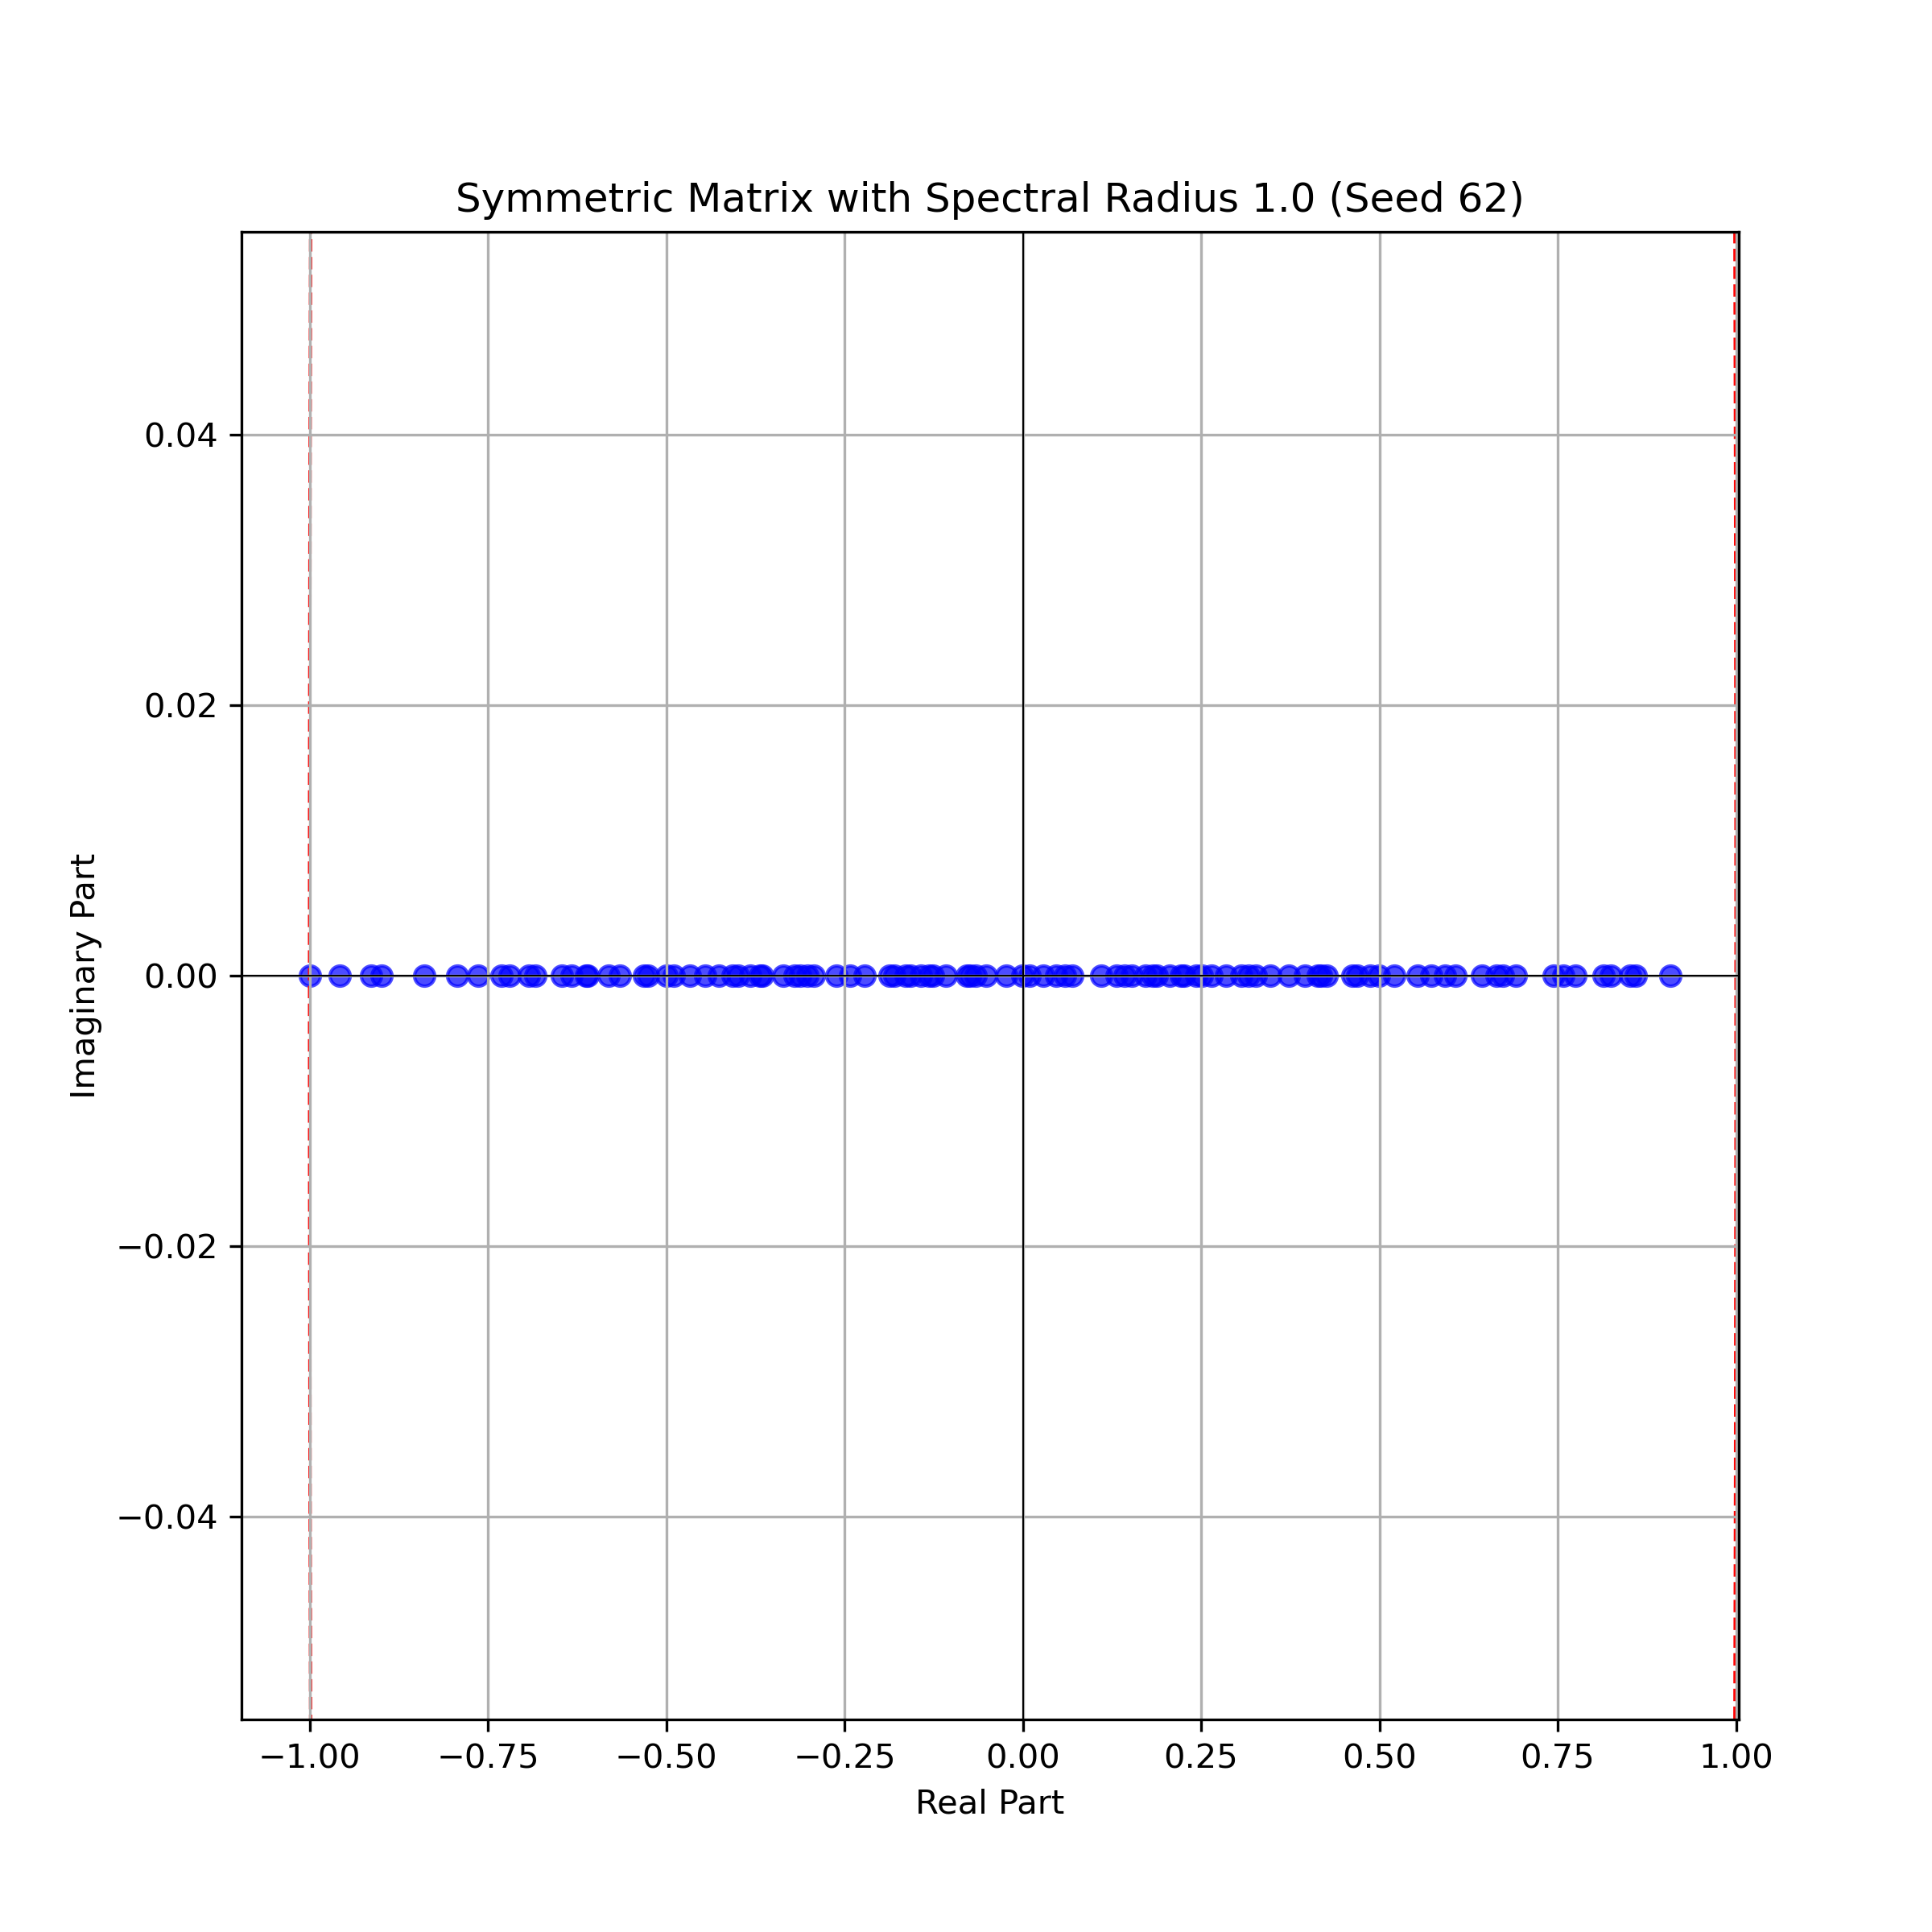 Symmetric Matrix with Spectral Radius 1.0 (Seed 62)
0.04
0.02
0.00
−0.02
−0.04
Imaginary Part
−1.00 −0.75 −0.50 −0.25 0.00 0.25 0.50 0.75 1.00
Real Part